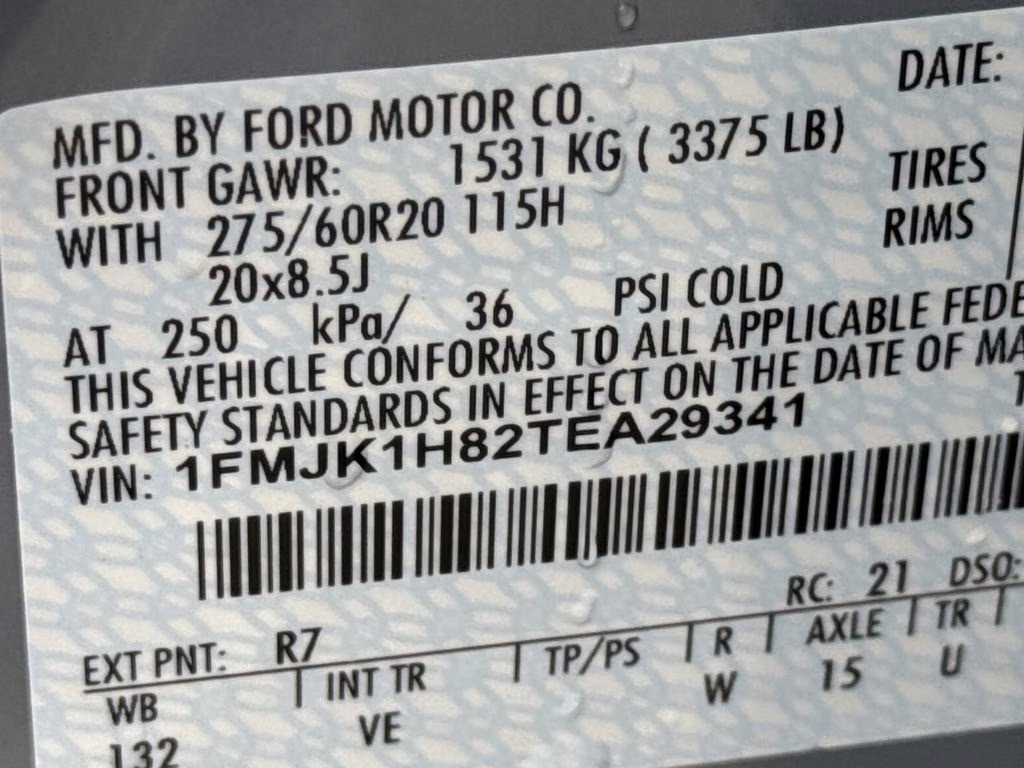 DATE:
MFD. BY FORD MOTOR CO.
FRONT GAWR: 1531 KG ( 3375 LB)
WITH 275/60R20 115H TIRES
20x8.5J RIMS
AT 250 kPa/ 36 PSI COLD
THIS VEHICLE CONFORMS TO ALL APPLICABLE FEDE
SAFETY STANDARDS IN EFFECT ON THE DATE OF MA
VIN: 1FMJK1H82TEA29341
RC: 21 DSO:
EXT PNT: R7
WB INT TR TP/PS R AXLE TR
132 VE W 15 U